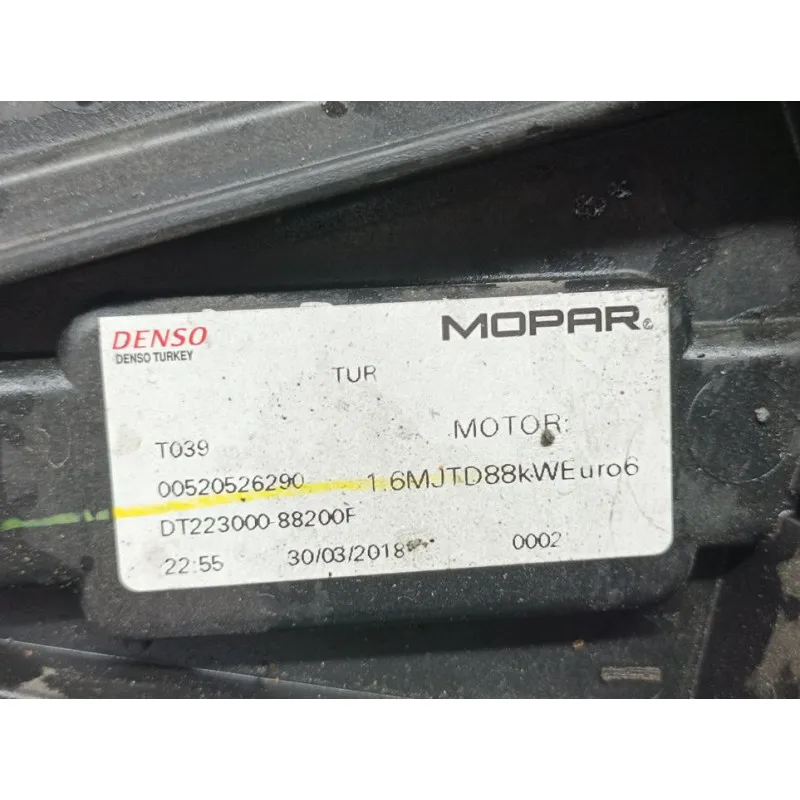 DENSO
DENSO TURKEY
MOPAR®
TUR
MOTOR:
T039
00520526290 1.6MJTD88kWEuro6
DT223000-88200F
22:55 30/03/2018 0002